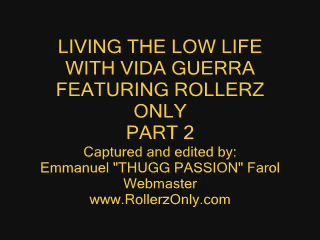 LIVING THE LOW LIFE
WITH VIDA GUERRA
FEATURING ROLLERZ
ONLY
PART 2
Captured and edited by:
Emmanuel "THUGG PASSION" Farol
Webmaster
www.RollerzOnly.com